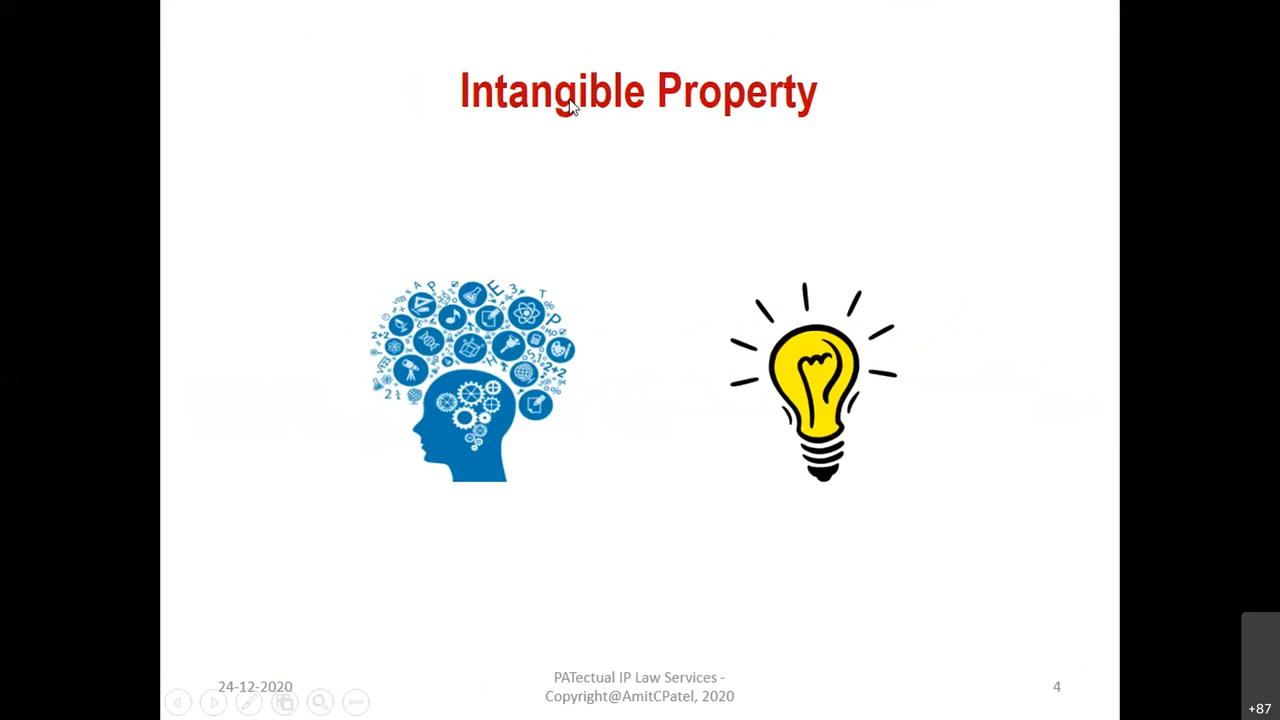 Intangible Property
24-12-2020
PATectual IP Law Services -
Copyright@AmitCPatel, 2020
4
+87